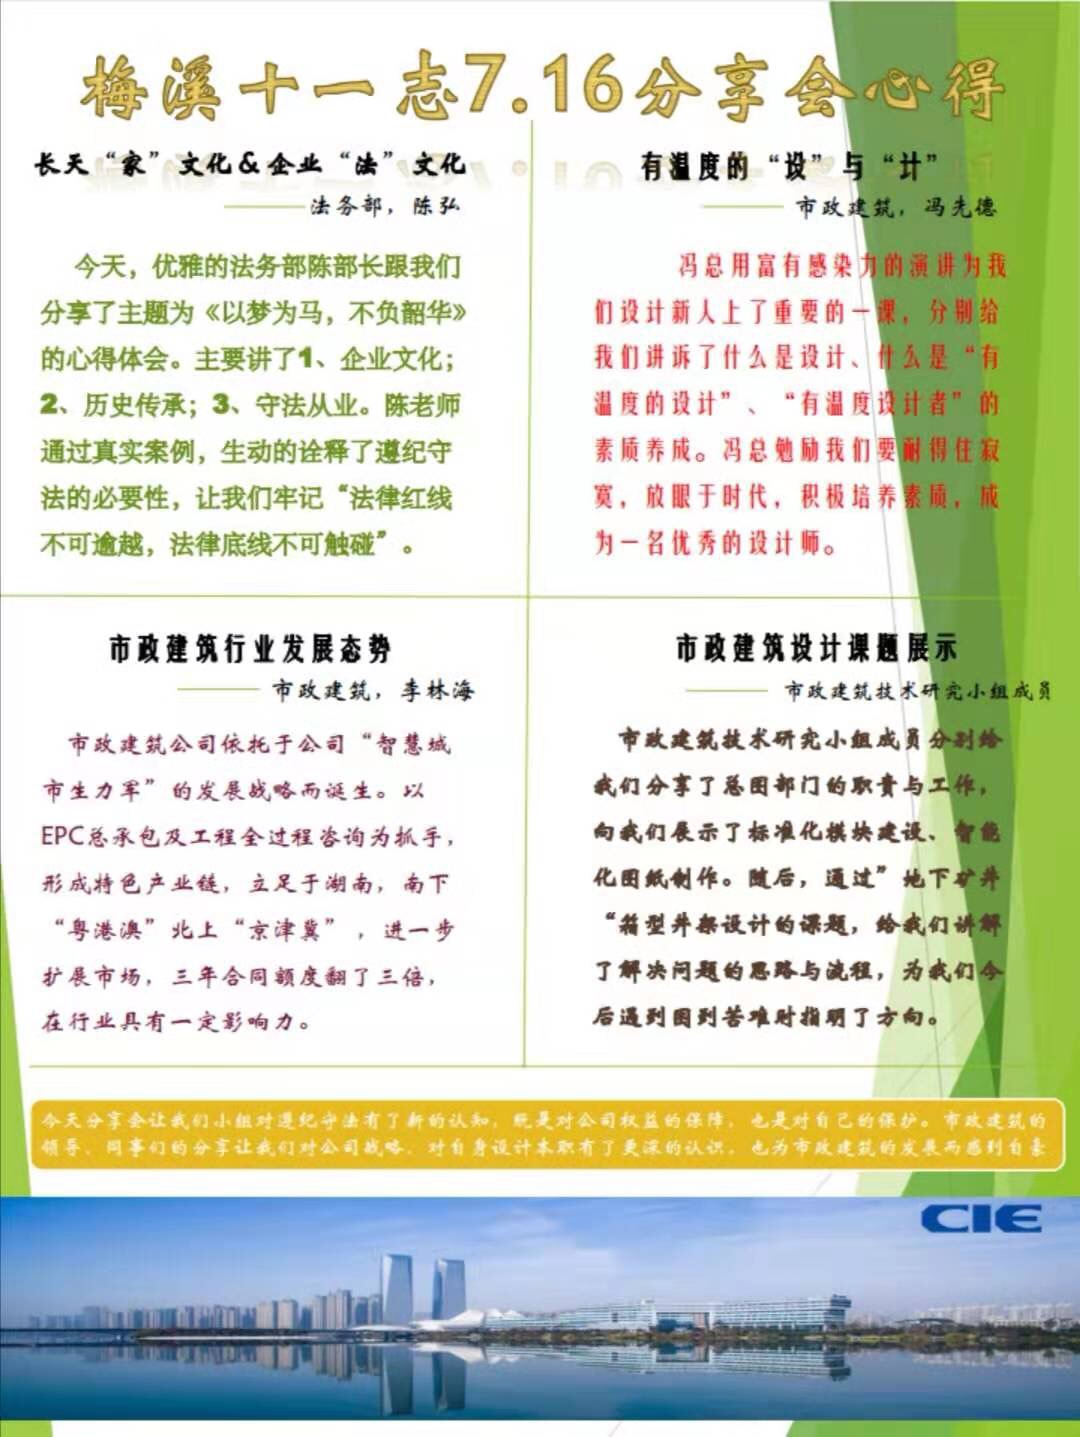 梅溪十一志7.16分享会心得
长天“家”文化&企业“法”文化
法务部，陈弘
今天，优雅的法务部陈部长跟我们
分享了主题为《以梦为马，不负韶华》
的心得体会。主要讲了1、企业文化；
2、历史传承；3、守法从业。陈老师
通过真实案例，生动的诠释了遵纪守
法的必要性，让我们牢记“法律红线
不可逾越，法律底线不可触碰”。
有温度的“设”与“计”
市政建筑，冯先德
冯总用富有感染力的演讲为我
们设计新人上了重要的一课，分别给
我们讲诉了什么是设计、什么是“有
温度的设计”、“有温度设计者”的
素质养成。冯总勉励我们要耐得住寂
寞，放眼于时代，积极培养素质，成
为一名优秀的设计师。
市政建筑行业发展态势
市政建筑，李林海
市政建筑公司依托于公司“智慧城
市生力军”的发展战略而诞生。以
EPC总承包及工程全过程咨询为抓手，
形成特色产业链，立足于湖南，南下
“粤港澳”北上“京津冀”，进一步
扩展市场，三年合同额度翻了三倍，
在行业具有一定影响力。
市政建筑设计课题展示
市政建筑技术研究小组成员
市政建筑技术研究小组成员分别给
我们分享了总图部门的职责与工作，
向我们展示了标准化模块建设、智能
化图纸制作。随后，通过”地下矿井
“箱型井架设计的课题，给我们讲解
了解决问题的思路与流程，为我们今
后遇到困到苦难时指明了方向。
今天分享会让我们小组对遵纪守法有了新的认知，既是对公司权益的保障，也是对自己的保护。市政建筑的
领导、同事们的分享让我们对公司战略、对自身设计本职有了更深的认识，也为市政建筑的发展而感到自豪
CIE